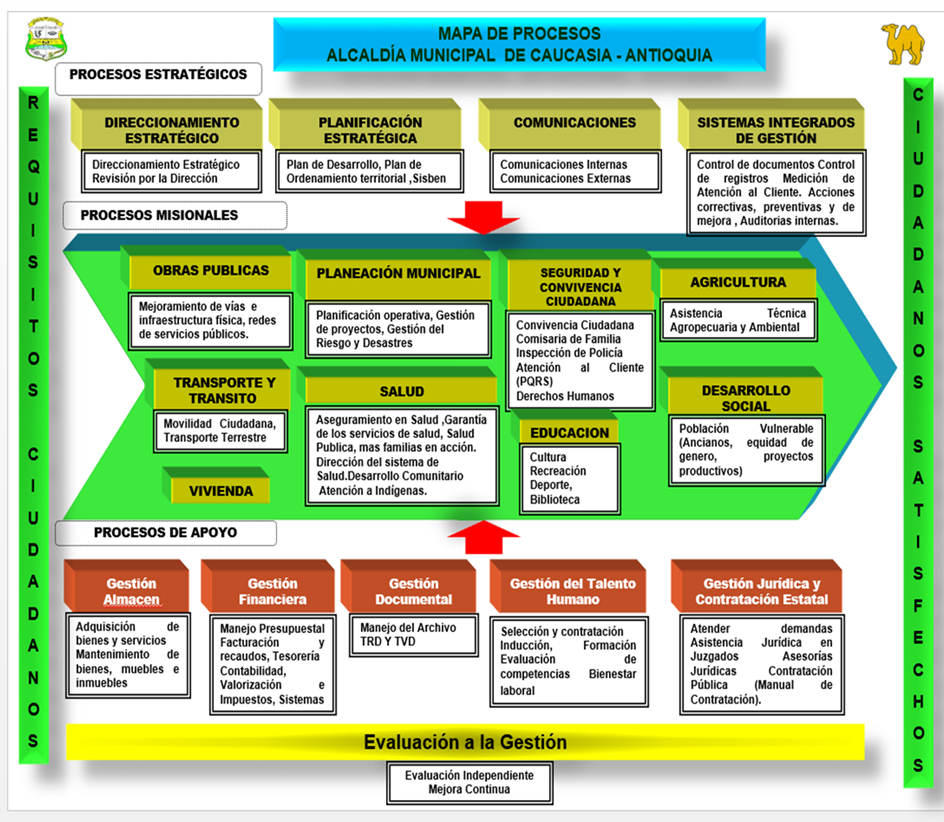 MAPA DE PROCESOS
ALCALDÍA MUNICIPAL DE CAUCASIA - ANTIOQUIA
PROCESOS ESTRATÉGICOS
REQUISITOS CIUDADANOS
CIUDADANOS SATISFECHOS
DIRECCIONAMIENTO
ESTRATÉGICO
Direccionamiento Estratégico
Revisión por la Dirección
PLANIFICACIÓN
ESTRATÉGICA
Plan de Desarrollo, Plan de
Ordenamiento territorial ,Sisben
COMUNICACIONES
Comunicaciones Internas
Comunicaciones Externas
SISTEMAS INTEGRADOS
DE GESTIÓN
Control de documentos Control
de registros Medición de
Atención al Cliente. Acciones
correctivas, preventivas y de
mejora , Auditorias internas.
PROCESOS MISIONALES
OBRAS PUBLICAS
Mejoramiento de vías e
infraestructura física, redes
de servicios públicos.
PLANEACIÓN MUNICIPAL
Planificación operativa, Gestión
de proyectos, Gestión del
Riesgo y Desastres
SEGURIDAD Y
CONVIVENCIA
CIUDADANA
Convivencia Ciudadana
Comisaria de Familia
Inspección de Policía
Atención al Cliente
(PQRS)
Derechos Humanos
AGRICULTURA
Asistencia Técnica
Agropecuaria y Ambiental
TRANSPORTE Y
TRANSITO
Movilidad Ciudadana,
Transporte Terrestre
SALUD
Aseguramiento en Salud ,Garantía
de los servicios de salud, Salud
Publica, mas familias en acción.
Dirección del sistema de
Salud.Desarrollo Comunitario
Atención a Indígenas.
EDUCACION
Cultura
Recreación
Deporte,
Biblioteca
DESARROLLO
SOCIAL
Población Vulnerable
(Ancianos, equidad de
genero, proyectos
productivos)
VIVIENDA
PROCESOS DE APOYO
Gestión
Almacen
Adquisición de
bienes y servicios
Mantenimiento de
bienes, muebles e
inmuebles
Gestión
Financiera
Manejo Presupuestal
Facturación y
recaudos, Tesorería
Contabilidad,
Valorización e
Impuestos, Sistemas
Gestión
Documental
Manejo del Archivo
TRD Y TVD
Gestión del Talento
Humano
Selección y contratación
Inducción, Formación
Evaluación de
competencias Bienestar
laboral
Gestión Jurídica y
Contratación Estatal
Atender demandas
Asistencia Jurídica en
Juzgados Asesorías
Jurídicas Contratación
Pública (Manual de
Contratación).
Evaluación a la Gestión
Evaluación Independiente
Mejora Continua